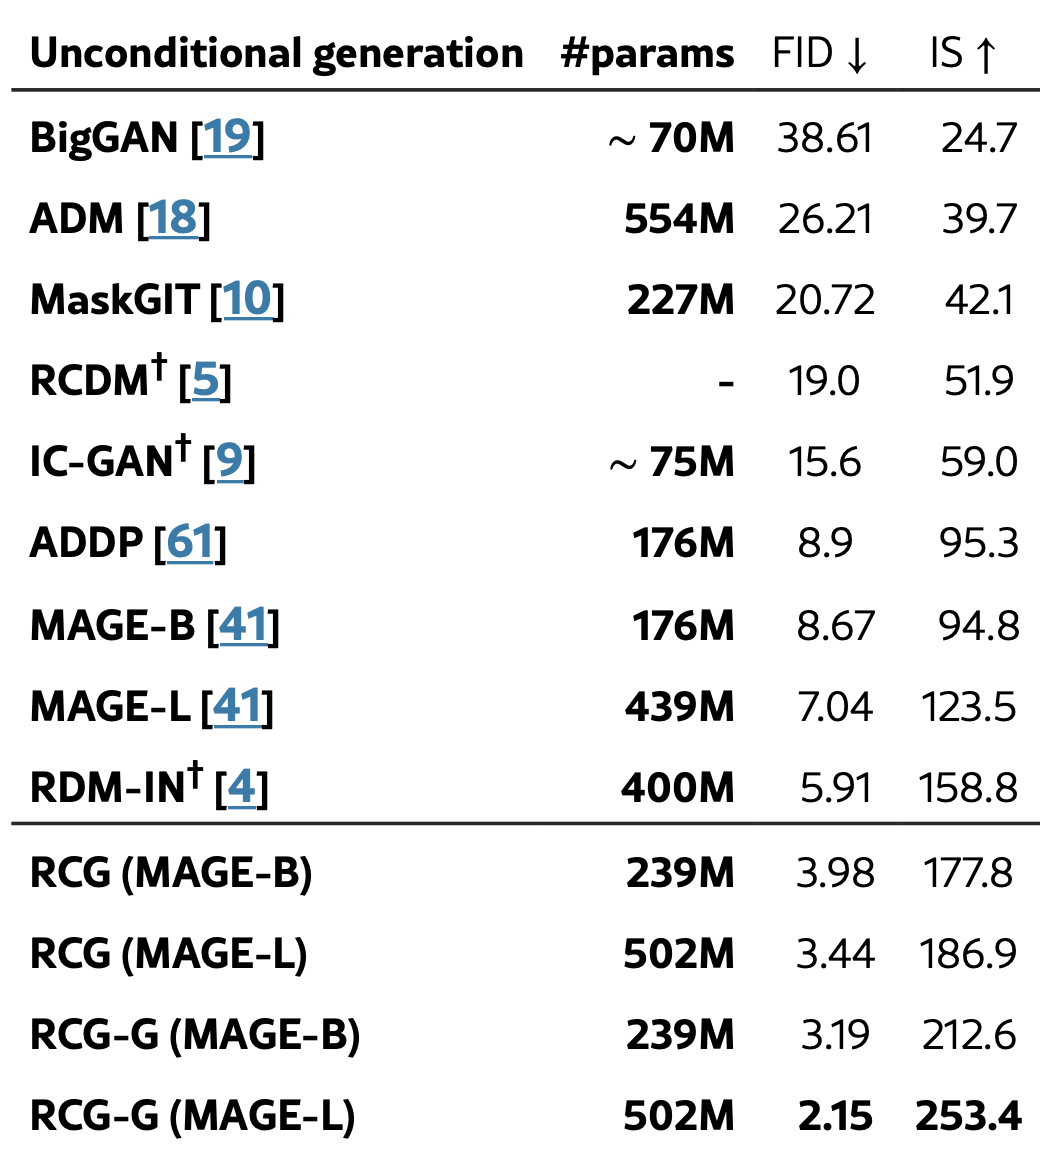 Unconditional generation #params FID ↓ IS ↑
BigGAN [19] ~ 70M 38.61 24.7
ADM [18] 554M 26.21 39.7
MaskGIT [10] 227M 20.72 42.1
RCDM† [5] - 19.0 51.9
IC-GAN† [9] ~ 75M 15.6 59.0
ADDP [61] 176M 8.9 95.3
MAGE-B [41] 176M 8.67 94.8
MAGE-L [41] 439M 7.04 123.5
RDM-IN† [4] 400M 5.91 158.8
RCG (MAGE-B) 239M 3.98 177.8
RCG (MAGE-L) 502M 3.44 186.9
RCG-G (MAGE-B) 239M 3.19 212.6
RCG-G (MAGE-L) 502M 2.15 253.4